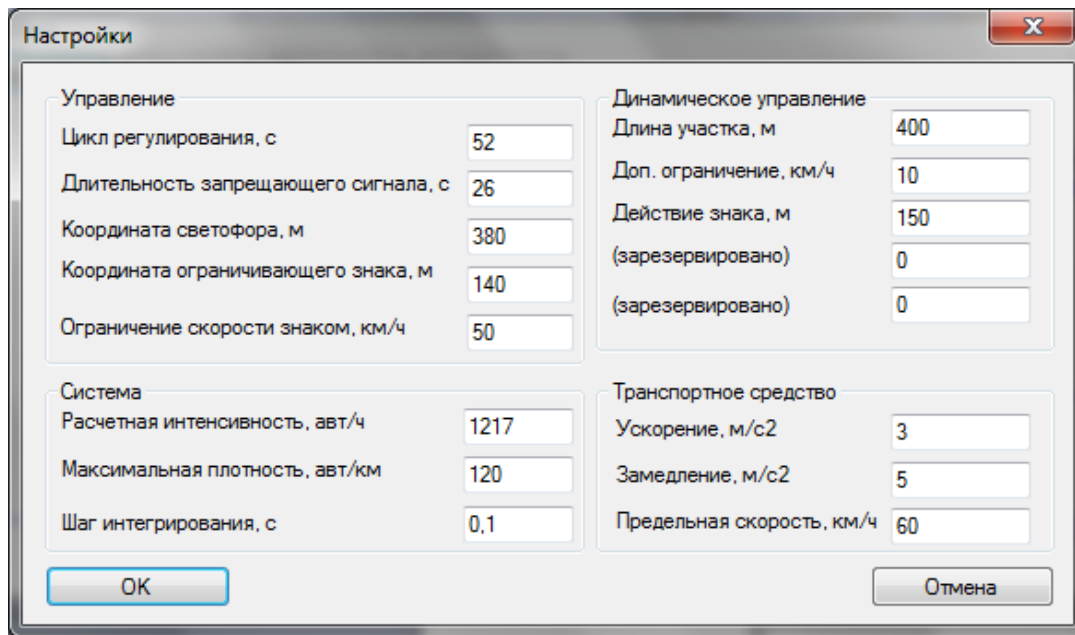 Настройки
Управление
Цикл регулирования, с 52
Длительность запрещающего сигнала, с 26
Координата светофора, м 380
Координата ограничивающего знака, м 140
Ограничение скорости знаком, км/ч 50
Динамическое управление
Длина участка, м 400
Доп. ограничение, км/ч 10
Действие знака, м 150
(зарезервировано) 0
(зарезервировано) 0
Система
Расчетная интенсивность, авт/ч 1217
Максимальная плотность, авт/км 120
Шаг интегрирования, с 0,1
Транспортное средство
Ускорение, м/с2 3
Замедление, м/с2 5
Предельная скорость, км/ч 60
OK
Отмена